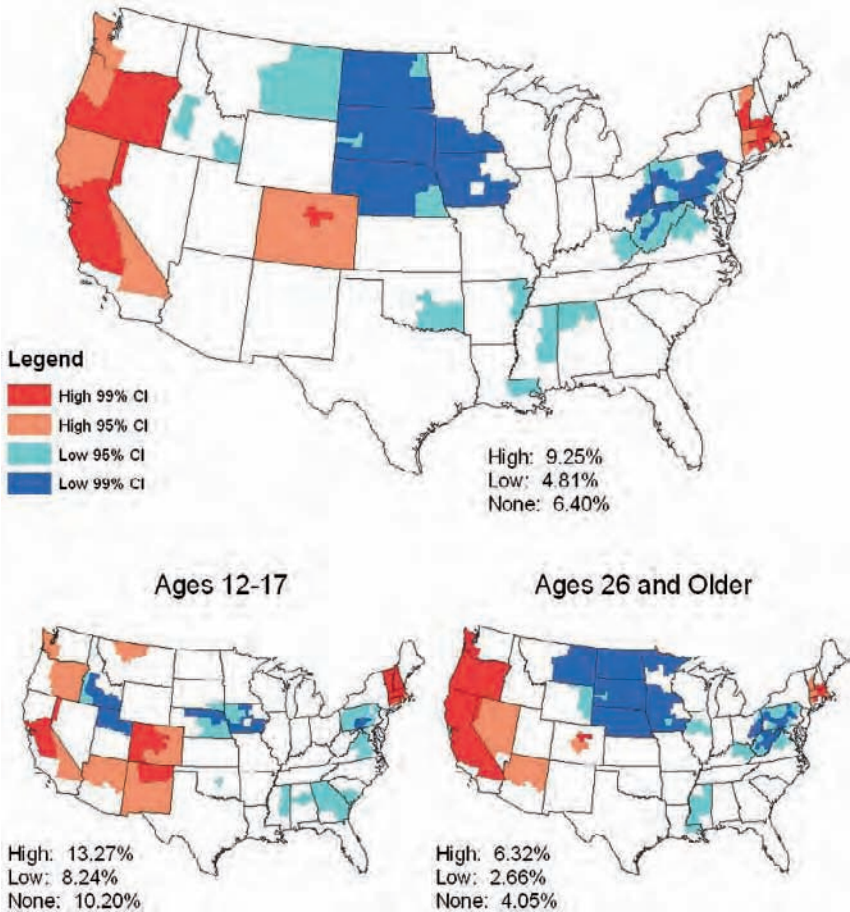 Legend
High 99% CI
High 95% CI
Low 95% CI
Low 99% CI
High: 9.25%
Low: 4.81%
None: 6.40%
Ages 12-17
Ages 26 and Older
High: 13.27%
Low: 8.24%
None: 10.20%
High: 6.32%
Low: 2.66%
None: 4.05%